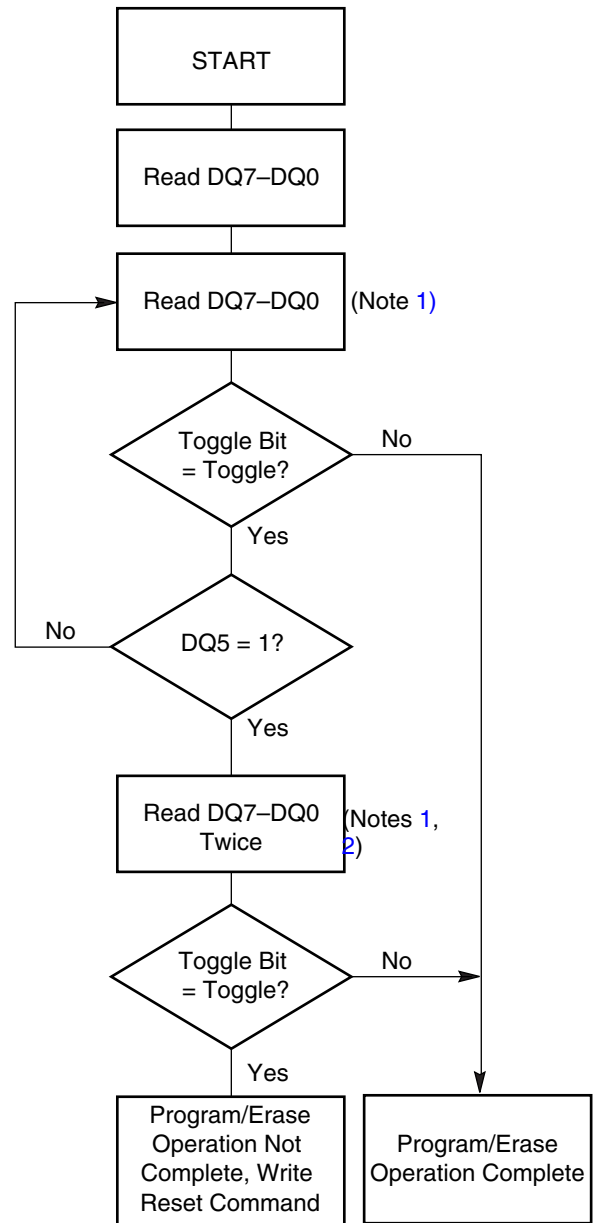 START
Read DQ7–DQ0
Read DQ7–DQ0
(Note 1)
Toggle Bit
= Toggle?
No
Yes
No
DQ5 = 1?
Yes
Read DQ7–DQ0
Twice
(Notes 1,
2)
Toggle Bit
= Toggle?
No
Yes
Program/Erase
Operation Not
Complete, Write
Reset Command
Program/Erase
Operation Complete